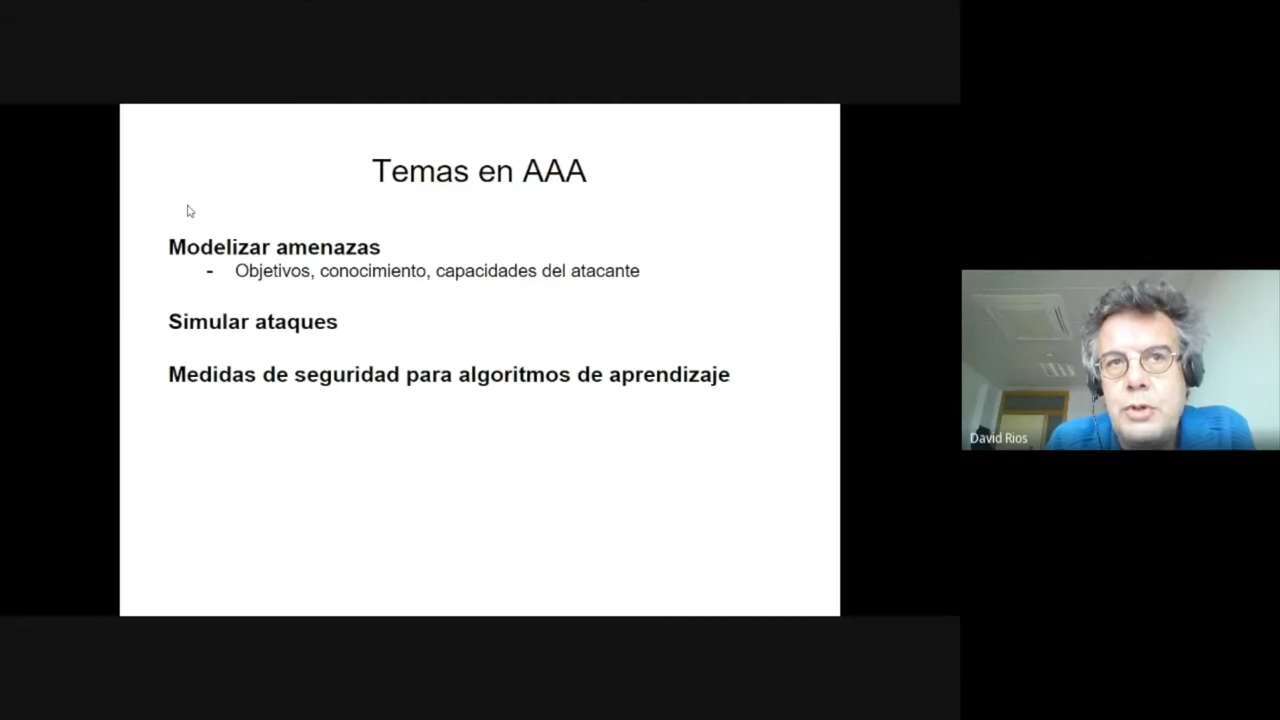 Temas en AAA
Modelizar amenazas
- Objetivos, conocimiento, capacidades del atacante
Simular ataques
Medidas de seguridad para algoritmos de aprendizaje
David Rios